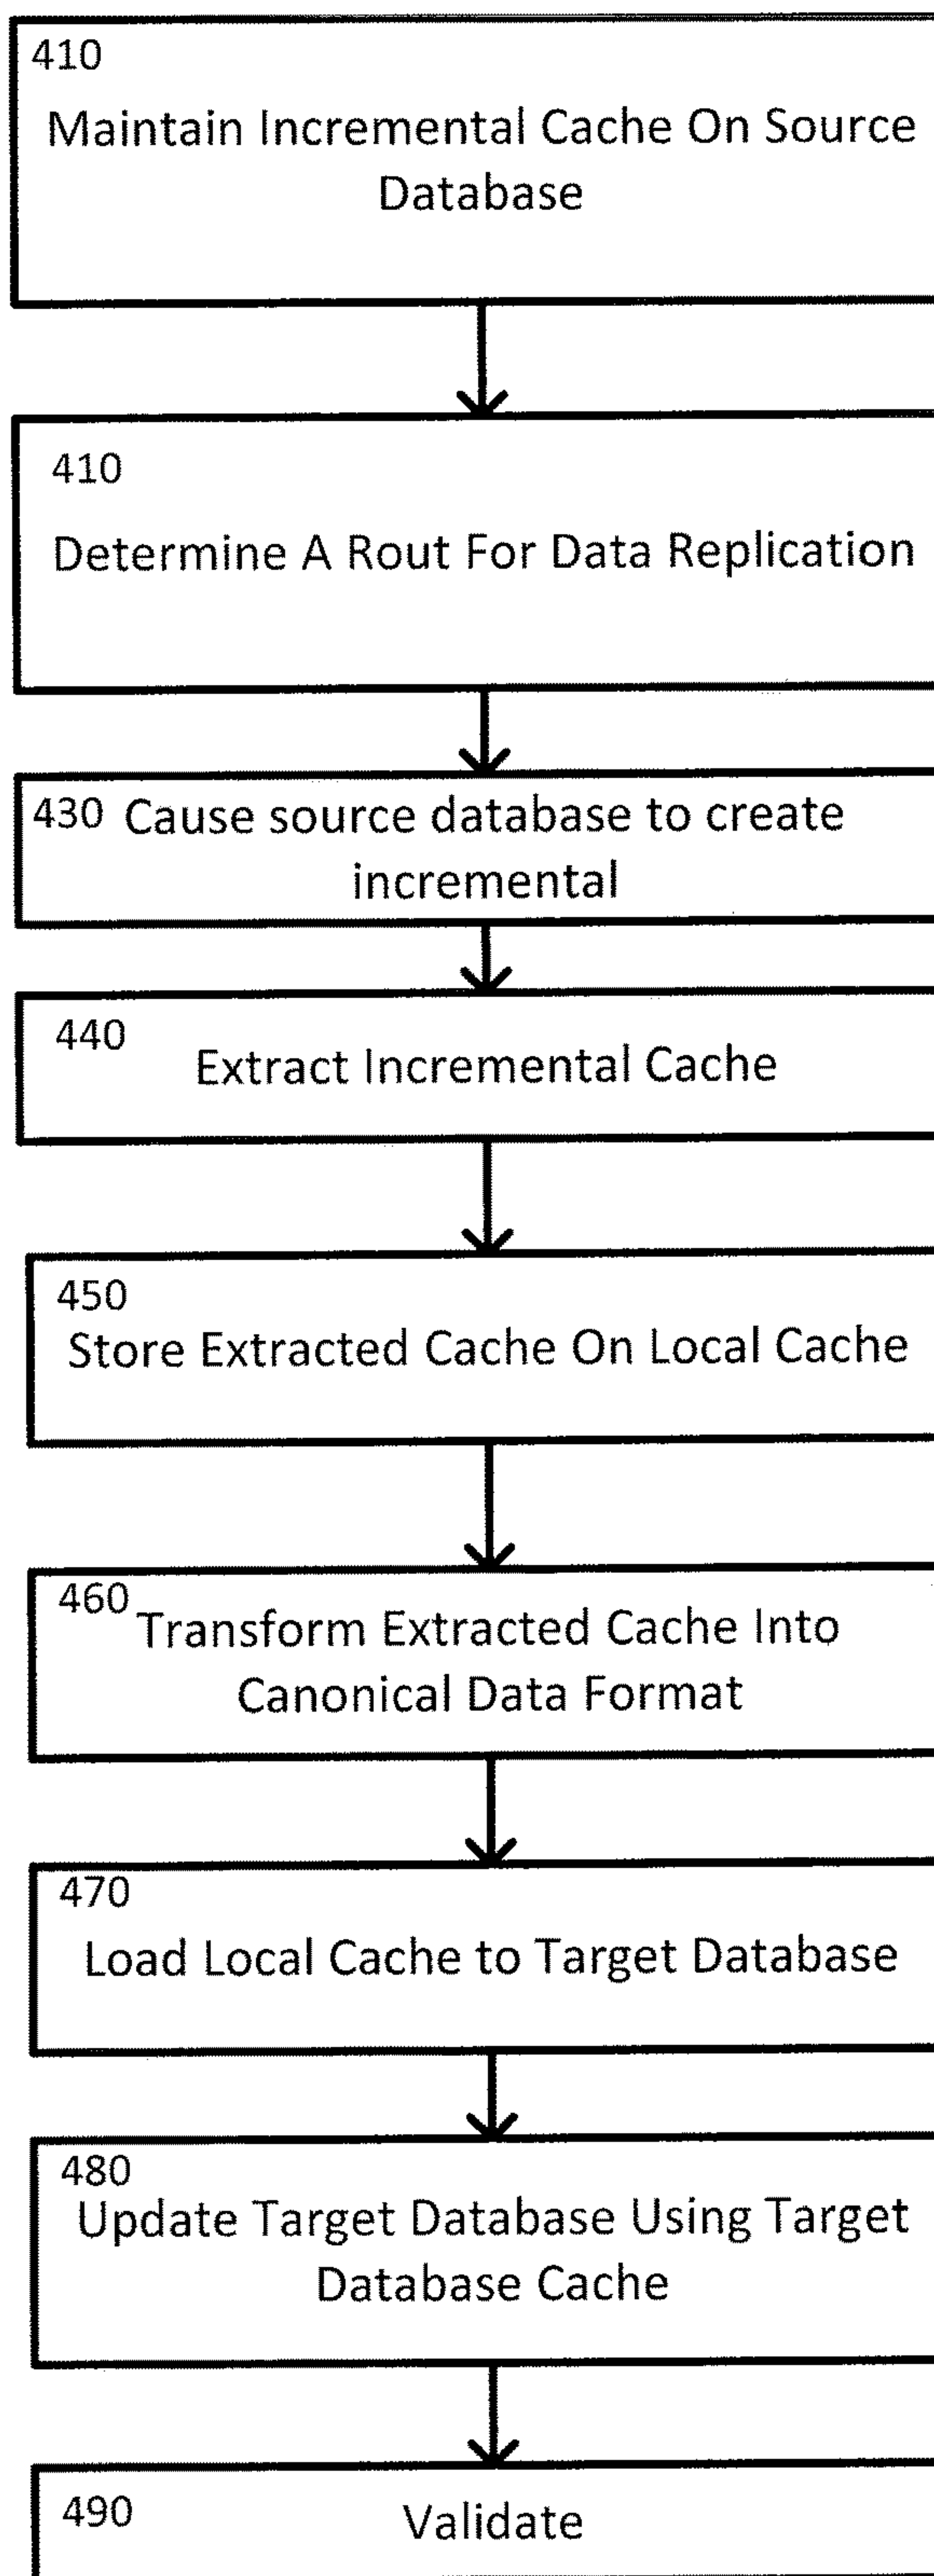 410
Maintain Incremental Cache On Source
Database
410
Determine A Rout For Data Replication
430 Cause source database to create
incremental
440
Extract Incremental Cache
450
Store Extracted Cache On Local Cache
460 Transform Extracted Cache Into
Canonical Data Format
470
Load Local Cache to Target Database
480
Update Target Database Using Target
Database Cache
490 Validate